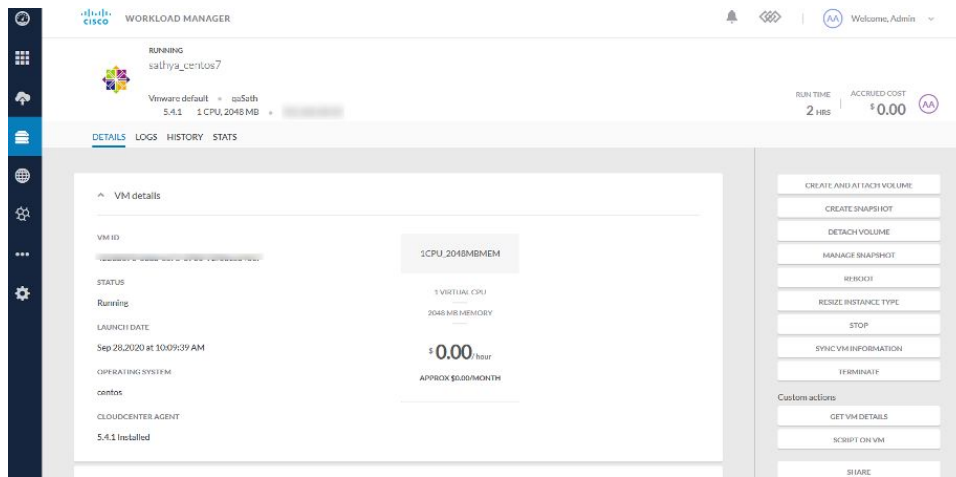 CISCO WORKLOAD MANAGER
AA Welcome, Admin
RUNNING
sathya_centos7
Vmware default qaSath
5.4.1 1 CPU, 2048 MB
RUN TIME ACCRUED COST
2 HRS $0.00 AA
DETAILS LOGS HISTORY STATS
VM details
VM ID
STATUS
Running
LAUNCH DATE
Sep 28,2020 at 10:09:39 AM
OPERATING SYSTEM
centos
CLOUDCENTER AGENT
5.4.1 Installed
1CPU_2048MBMEM
1 VIRTUAL CPU
2048 MB MEMORY
$0.00/hour
APPROX $0.00/MONTH
CREATE AND ATTACH VOLUME
CREATE SNAPSHOT
DETACH VOLUME
MANAGE SNAPSHOT
REBOOT
RESIZE INSTANCE TYPE
STOP
SYNC VM INFORMATION
TERMINATE
Custom actions
GET VM DETAILS
SCRIPT ON VM
SHARE